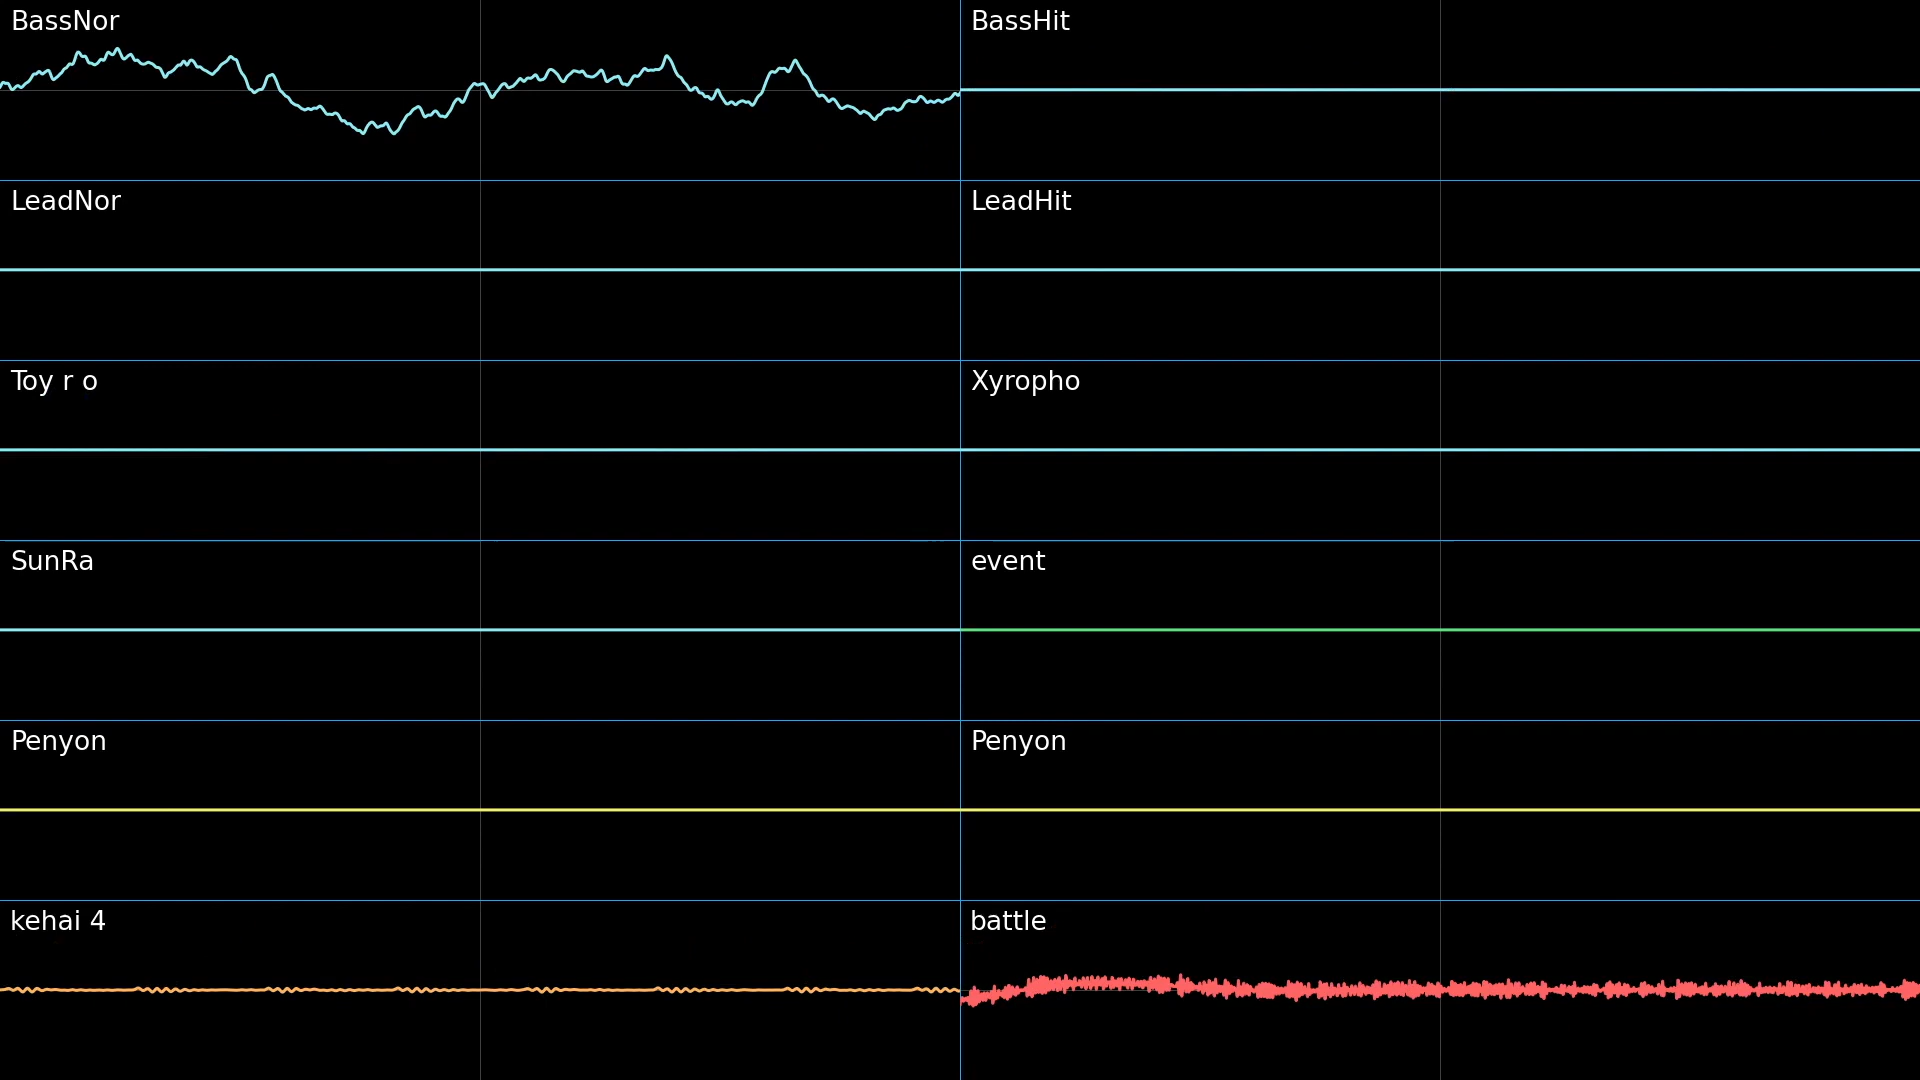 BassNor
BassHit
LeadNor
LeadHit
Toy r o
Xyropho
SunRa
event
Penyon
Penyon
kehai 4
battle